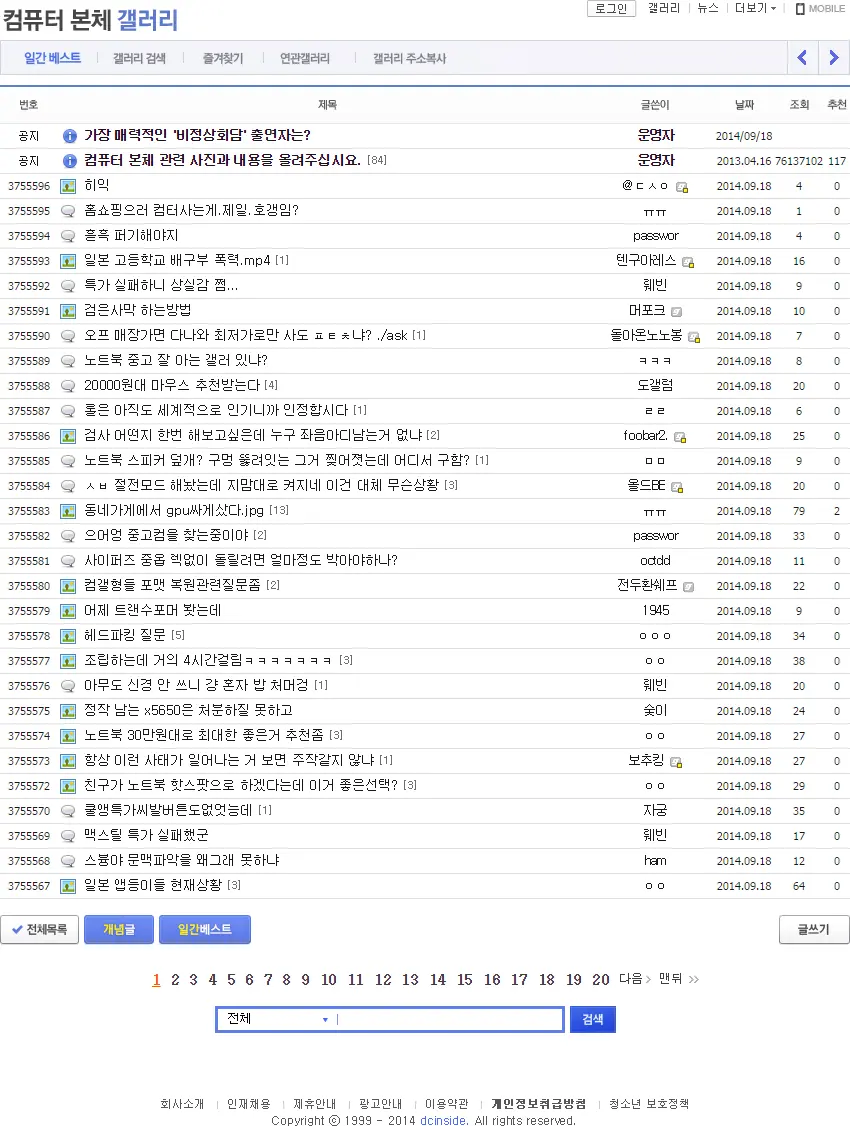 로그인 갤러리 뉴스 더보기 MOBILE
컴퓨터 본체 갤러리
일간 베스트 갤러리 검색 즐겨찾기 연관갤러리 갤러리 주소복사
번호 제목 글쓴이 날짜 조회 추천
공지 가장 매력적인 '비정상회담' 출연자는? 운영자 2014/09/18
공지 컴퓨터 본체 관련 사진과 내용을 올려주십시요. [84] 운영자 2013.04.16 76137102 117
3755596 히익 @ㄷㅅㅇ 2014.09.18 4 0
3755595 홈쇼핑으러 컴터사는게.제일.호갱임? ㅠㅠ 2014.09.18 1 0
3755594 흗흑 퍼기해야지 passwor 2014.09.18 4 0
3755593 일본 고등학교 배구부 폭력.mp4 [1] 텐구아레스 2014.09.18 16 0
3755592 특가 실패하니 상실감 쩜... 뤠빈 2014.09.18 9 0
3755591 검은사막 하는방법 머포크 2014.09.18 10 0
3755590 오프 매장가면 다나와 최저가로만 사도 ㅍㅌㅊ냐? ./ask [1] 돌아온노노봉 2014.09.18 7 0
3755589 노트북 중고 잘 아는 갤러 있냐? ㅋㅋㅋ 2014.09.18 8 0
3755588 20000원대 마우스 추천받는다 [4] 도갤럼 2014.09.18 20 0
3755587 롤은 아직도 세계적으로 인기니까 인정합시다 [1] ㄹㄹ 2014.09.18 6 0
3755586 검사 어떤지 한번 해보고싶은데 누구 좌음아디남는거 없냐 [2] foobar2. 2014.09.18 25 0
3755585 노트북 스피커 덮개? 구멍 뚫려잇는 그거 찢어졋는데 어디서 구함? [1] ㅁㅁ 2014.09.18 9 0
3755584 ㅅㅂ 절전모드 해놨는데 지맘대로 켜지네 이건 대체 무슨상황 [3] 올드BE 2014.09.18 20 0
3755583 동네가게에서 gpu싸게샀다.jpg [13] ㅠㅠ 2014.09.18 79 2
3755582 으어엉 중고컴을 찾는중이야 [2] passwor 2014.09.18 33 0
3755581 사이퍼즈 중옵 렉없이 돌릴려면 얼마정도 박아야하나? octdd 2014.09.18 11 0
3755580 컴갤형들 포맷 복원관련질문좀 [2] 전두환쉐프 2014.09.18 22 0
3755579 어제 트랜수포머 봣는데 1945 2014.09.18 9 0
3755578 헤드파킹 질문 [5] ㅇㅇㅇ 2014.09.18 34 0
3755577 조립하는데 거의 4시간걸림ㅋㅋㅋㅋㅋㅋㅋ [3] ㅇㅇ 2014.09.18 38 0
3755576 아무도 신경 안 쓰니 걍 혼자 밥 처머겅 [1] 뤠빈 2014.09.18 20 0
3755575 정작 남는 x5650은 처분하질 못하고 숮이 2014.09.18 24 0
3755574 노트북 30만원대로 최대한 좋은거 추천좀 [3] ㅇㅇ 2014.09.18 27 0
3755573 항상 이런 사태가 일어나는 거 보면 주작같지 않냐 [1] 보추킹 2014.09.18 27 0
3755572 친구가 노트북 핫스팟으로 하겠다는데 이거 좋은선택? [3] ㅇㅇ 2014.09.18 29 0
3755570 쿨앵특가씨발버튼도없엇능데 [1] 자궁 2014.09.18 35 0
3755569 맥스틸 특가 실패했군 뤠빈 2014.09.18 17 0
3755568 스뮹야 문맥파악을 왜그래 못하냐 ham 2014.09.18 12 0
3755567 일본 앱등이들 현재상황 [3] ㅇㅇ 2014.09.18 64 0
전체목록 개념글 일간베스트 글쓰기
1 2 3 4 5 6 7 8 9 10 11 12 13 14 15 16 17 18 19 20 다음 맨뒤
전체 검색
회사소개 인재채용 제휴안내 광고안내 이용약관 개인정보취급방침 청소년 보호정책
Copyright ⓒ 1999 - 2014 dcinside. All rights reserved.